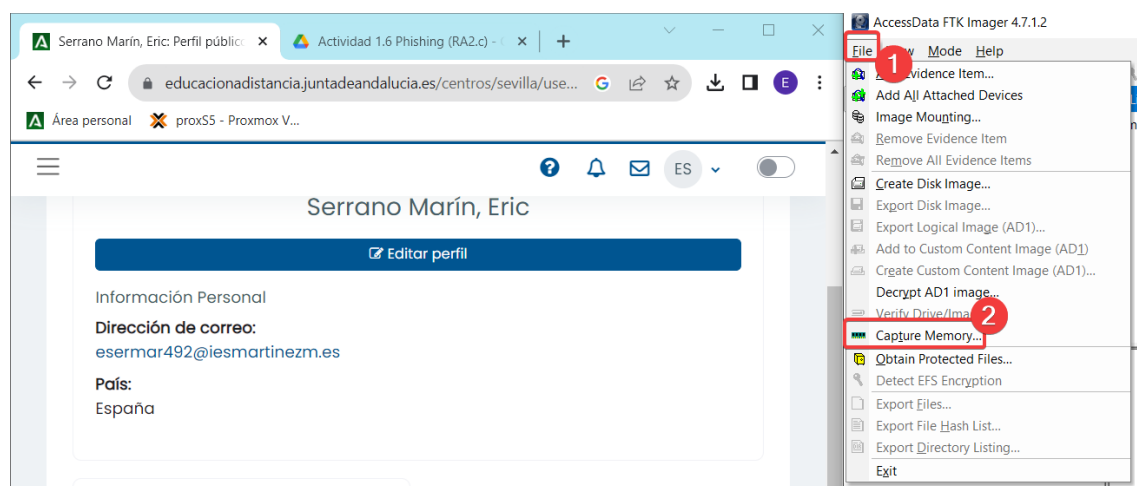 Serrano Marín, Eric: Perfil público
Actividad 1.6 Phishing (RA2.c) -
educacionadistancia.juntadeandalucia.es/centros/sevilla/use...
E
Área personal
proxS5 - Proxmox V...
ES
Serrano Marín, Eric
Editar perfil
Información Personal
Dirección de correo:
esermar492@iesmartinezm.es
País:
España
AccessData FTK Imager 4.7.1.2
File Mode Help
1
Evidence Item...
Add All Attached Devices
Image Mounting...
Remove Evidence Item
Remove All Evidence Items
Create Disk Image...
Export Disk Image...
Export Logical Image (AD1)...
Add to Custom Content Image (AD1)
Create Custom Content Image (AD1)...
Decrypt AD1 image...
Verify Drive/Ima
2
Capture Memory...
Obtain Protected Files...
Detect EFS Encryption
Export Files...
Export File Hash List...
Export Directory Listing...
Exit